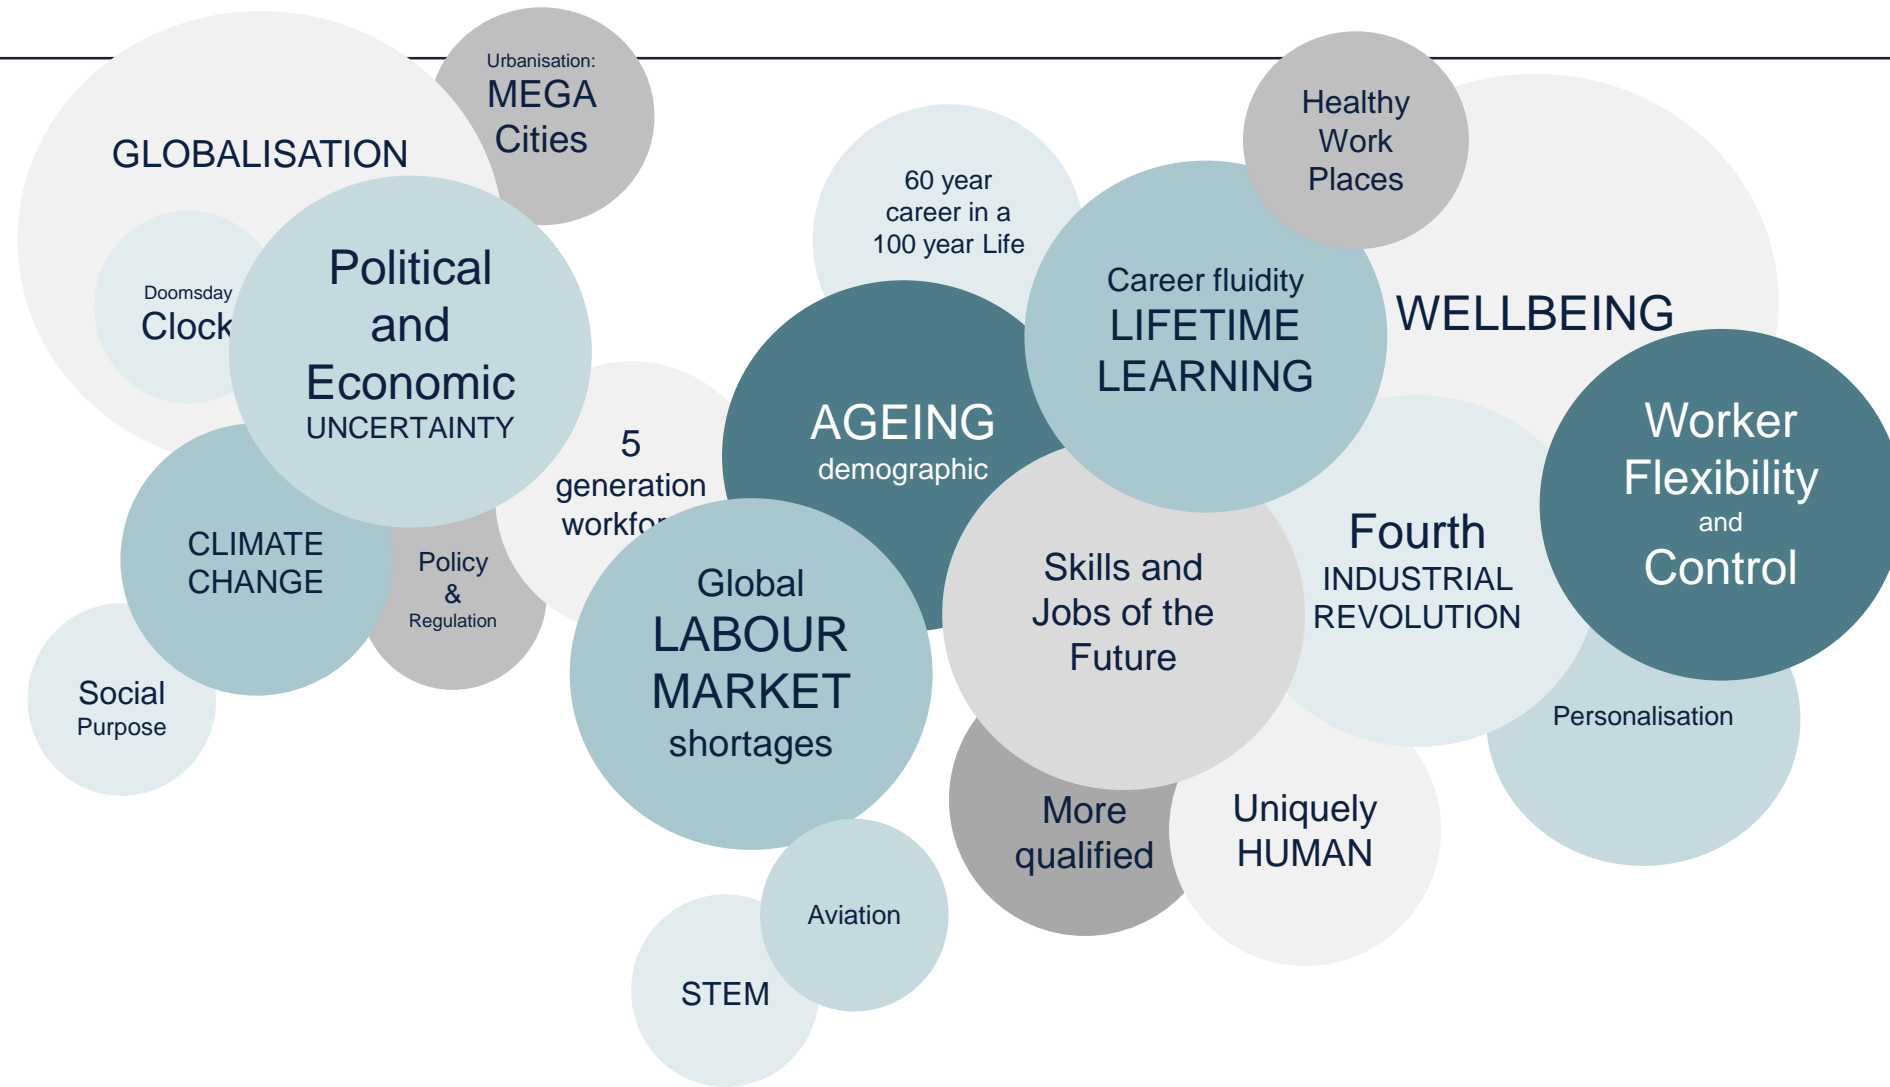 Urbanisation:
MEGA
Cities
GLOBALISATION
Doomsday
Clock
Political
and
Economic
UNCERTAINTY
CLIMATE
CHANGE
Policy
&
Regulation
Social
Purpose
5
generation
60 year
career in a
100 year Life
AGEING
demographic
Global
LABOUR
MARKET
shortages
Aviation
STEM
Career fluidity
LIFETIME
LEARNING
Healthy
Work
Places
WELLBEING
Skills and
Jobs of the
Future
Fourth
INDUSTRIAL
REVOLUTION
Worker
Flexibility
and
Control
Personalisation
More
qualified
Uniquely
HUMAN